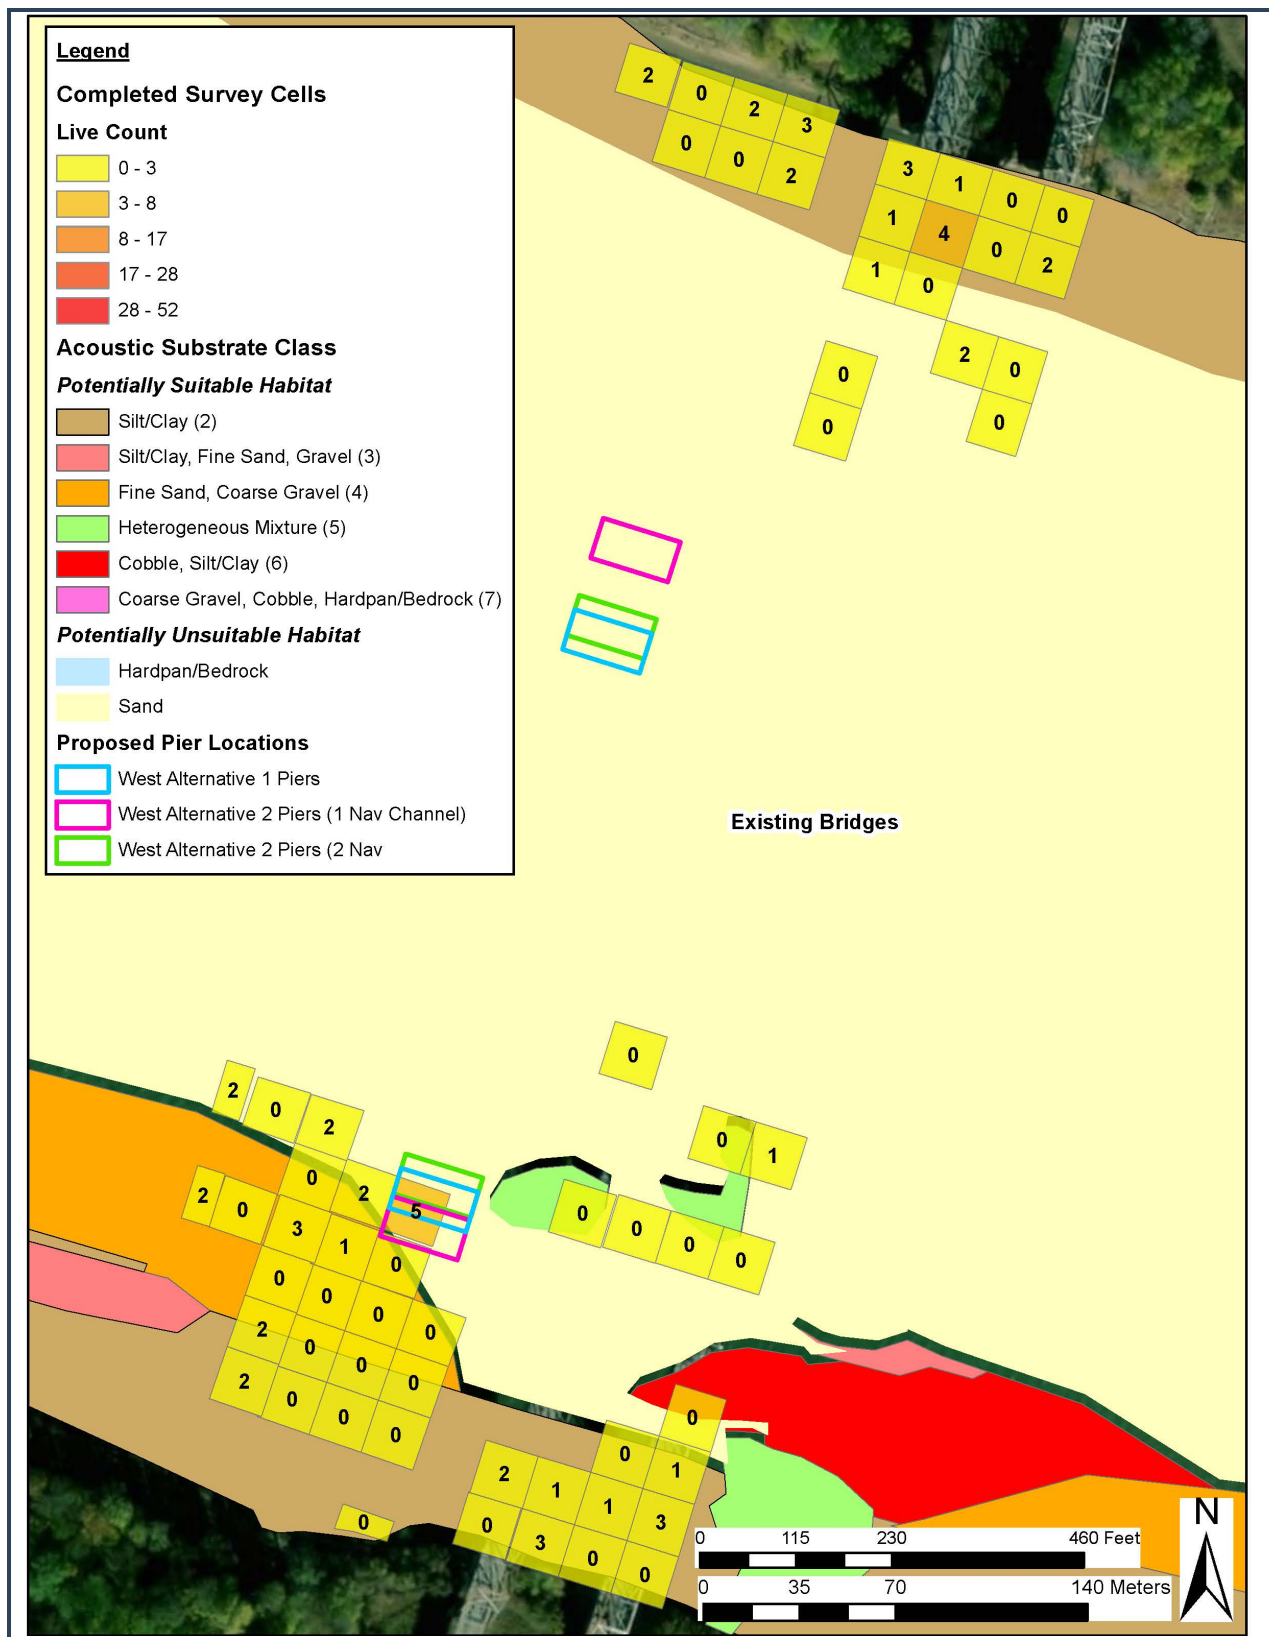 Legend
Completed Survey Cells
Live Count
0 - 3
3 - 8
8 - 17
17 - 28
28 - 52
Acoustic Substrate Class
Potentially Suitable Habitat
Silt/Clay (2)
Silt/Clay, Fine Sand, Gravel (3)
Fine Sand, Coarse Gravel (4)
Heterogeneous Mixture (5)
Cobble, Silt/Clay (6)
Coarse Gravel, Cobble, Hardpan/Bedrock (7)
Potentially Unsuitable Habitat
Hardpan/Bedrock
Sand
Proposed Pier Locations
West Alternative 1 Piers
West Alternative 2 Piers (1 Nav Channel)
West Alternative 2 Piers (2 Nav
2 0 2 3
0 0 2
3 1 0 0
1 4 0 2
1 0
2 0
0
0
0
Existing Bridges
0
0 1
0 0 0 0
2 0 2
0 2 5
2 0 3 1 0
0 0 0 0
2 0 0 0
2 0 0 0
0
0
0 1
2 1 1 3
0 3 0 0
0 115 230 460 Feet
0 35 70 140 Meters
N